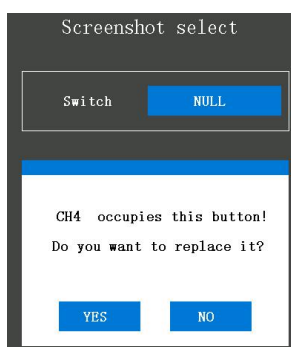 Screenshot select
Switch NULL
CH4 occupies this button!
Do you want to replace it?
YES NO